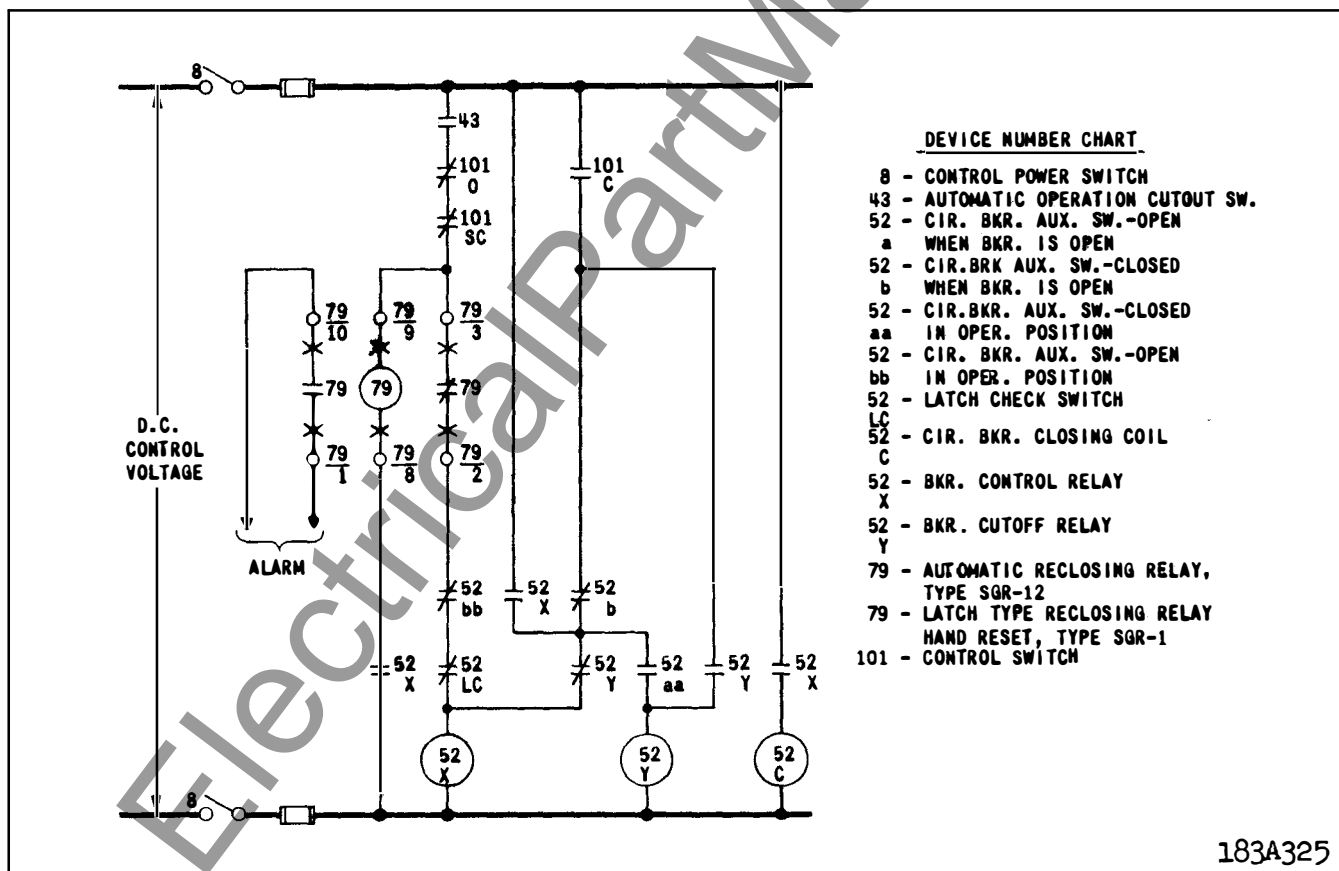 8
43
101
O
101
SC
101
C
79
10
79
9
79
3
79
79
79
79
1
79
8
79
2
D.C.
CONTROL
VOLTAGE
ALARM
52
bb
52
X
52
b
52
X
52
LC
52
Y
52
aa
52
Y
52
X
52
X
52
Y
52
C
8
DEVICE NUMBER CHART
8 - CONTROL POWER SWITCH
43 - AUTOMATIC OPERATION CUTOUT SW.
52 - CIR. BKR. AUX. SW.-OPEN
a WHEN BKR. IS OPEN
52 - CIR.BRK AUX. SW.-CLOSED
b WHEN BKR. IS OPEN
52 - CIR.BKR. AUX. SW.-CLOSED
aa IN OPER. POSITION
52 - CIR. BKR. AUX. SW.-OPEN
bb IN OPER. POSITION
52 - LATCH CHECK SWITCH
LC
52 - CIR. BKR. CLOSING COIL
C
52 - BKR. CONTROL RELAY
X
52 - BKR. CUTOFF RELAY
Y
79 - AUTOMATIC RECLOSING RELAY,
TYPE SGR-12
79 - LATCH TYPE RECLOSING RELAY
HAND RESET, TYPE SGR-1
101 - CONTROL SWITCH
183A325